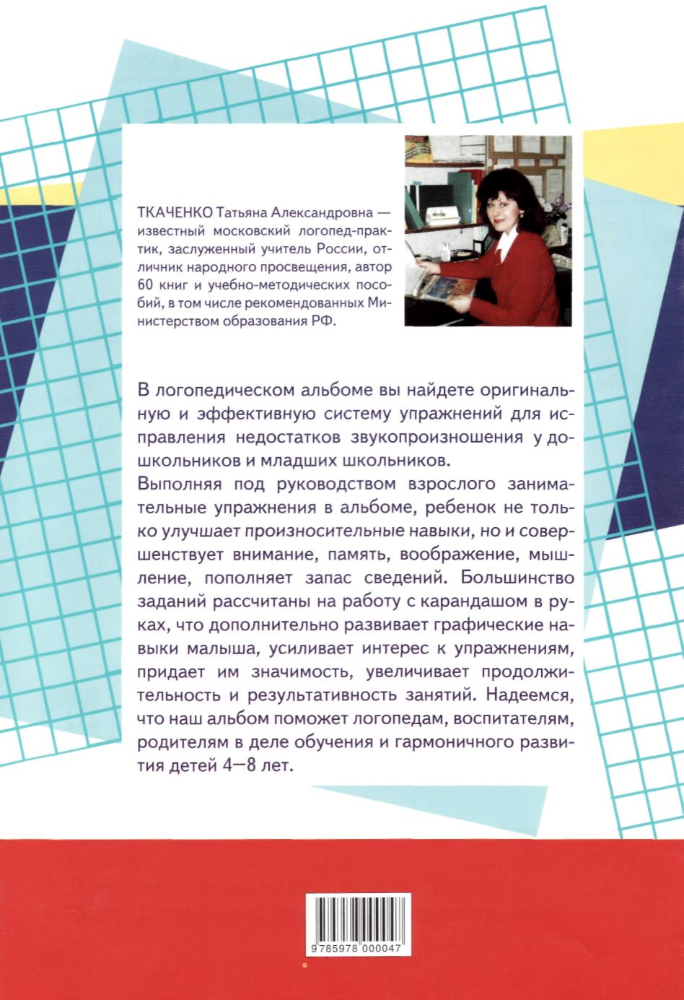 ТКАЧЕНКО Татьяна Александровна —
известный московский логопед-прак-
тик, заслуженный учитель России, от-
личник народного просвещения, автор
60 книг и учебно-методических посо-
бий, в том числе рекомендованных Ми-
нистерством образования РФ.
В логопедическом альбоме вы найдете оригиналь-
ную и эффективную систему упражнений для ис-
правления недостатков звукопроизношения у до-
школьников и младших школьников.
Выполняя под руководством взрослого занима-
тельные упражнения в альбоме, ребенок не толь-
ко улучшает произносительные навыки, но и совер-
шенствует внимание, память, воображение, мыш-
ление, пополняет запас сведений. Большинство
заданий рассчитаны на работу с карандашом в ру-
ках, что дополнительно развивает графические на-
выки малыша, усиливает интерес к упражнениям,
придает им значимость, увеличивает продолжи-
тельность и результативность занятий. Надеемся,
что наш альбом поможет логопедам, воспитателям,
родителям в деле обучения и гармоничного разви-
тия детей 4—8 лет.
9 785978 000047